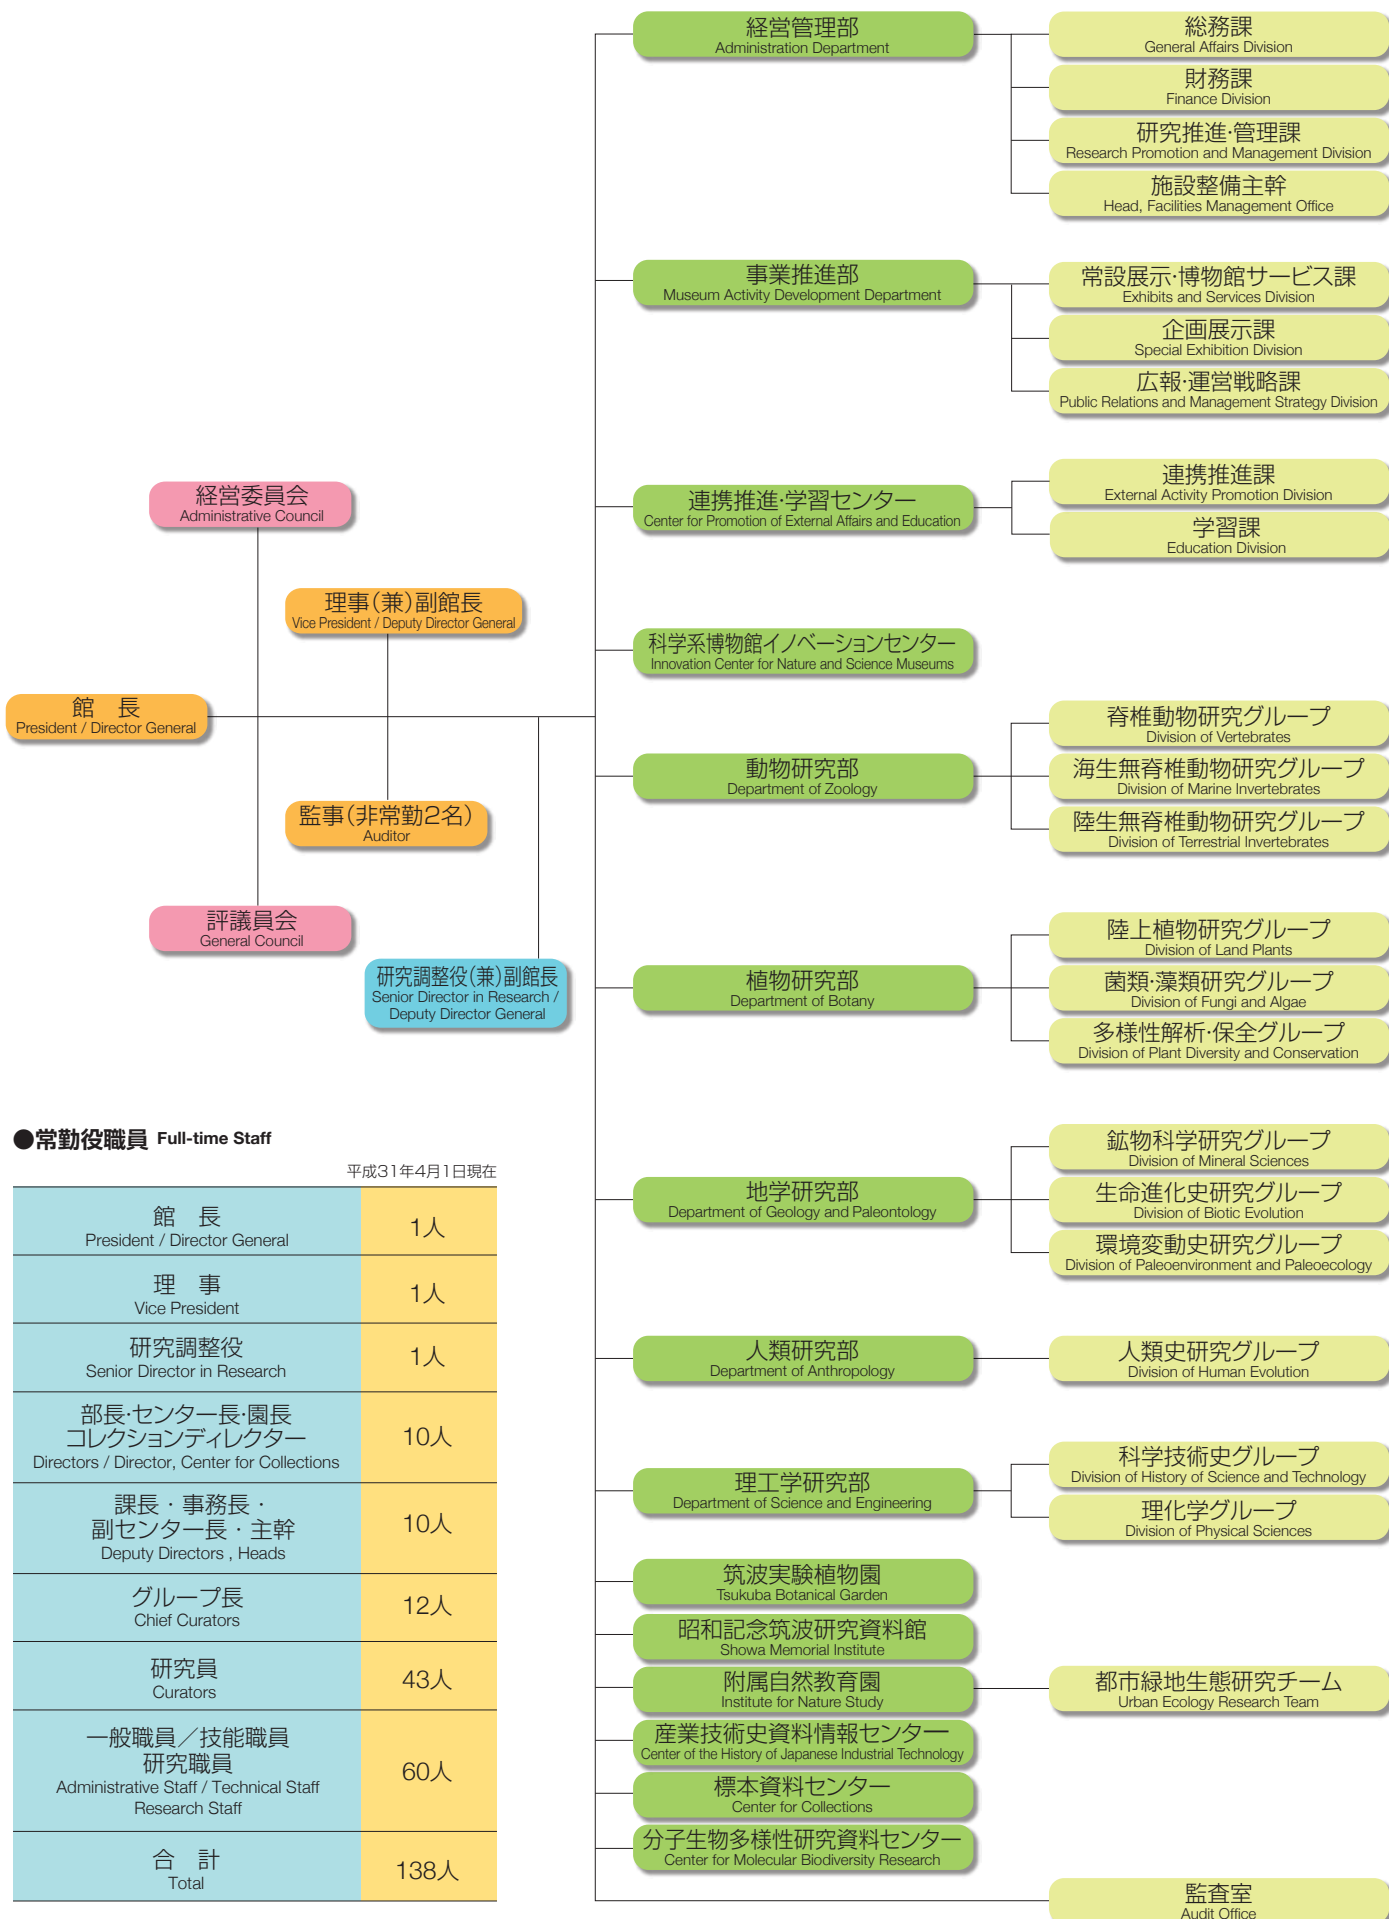 経営管理部
Administration Department
総務課
General Affairs Division
財務課
Finance Division
研究推進・管理課
Research Promotion and Management Division
施設整備主幹
Head, Facilities Management Office
事業推進部
Museum Activity Development Department
常設展示・博物館サービス課
Exhibits and Services Division
企画展示課
Special Exhibition Division
広報・運営戦略課
Public Relations and Management Strategy Division
連携推進・学習センター
Center for Promotion of External Affairs and Education
連携推進課
External Activity Promotion Division
学習課
Education Division
経営委員会
Administrative Council
理事（兼）副館長
Vice President / Deputy Director General
館　長
President / Director General
監事（非常勤2名）
Auditor
評議員会
General Council
研究調整役（兼）副館長
Senior Director in Research /
Deputy Director General
科学系博物館イノベーションセンター
Innovation Center for Nature and Science Museums
動物研究部
Department of Zoology
脊椎動物研究グループ
Division of Vertebrates
海生無脊椎動物研究グループ
Division of Marine Invertebrates
陸生無脊椎動物研究グループ
Division of Terrestrial Invertebrates
植物研究部
Department of Botany
陸上植物研究グループ
Division of Land Plants
菌類・藻類研究グループ
Division of Fungi and Algae
多様性解析・保全グループ
Division of Plant Diversity and Conservation
地学研究部
Department of Geology and Paleontology
鉱物科学研究グループ
Division of Mineral Sciences
生命進化史研究グループ
Division of Biotic Evolution
環境変動史研究グループ
Division of Paleoenvironment and Paleoecology
人類研究部
Department of Anthropology
人類史研究グループ
Division of Human Evolution
理工学研究部
Department of Science and Engineering
科学技術史グループ
Division of History of Science and Technology
理化学グループ
Division of Physical Sciences
筑波実験植物園
Tsukuba Botanical Garden
昭和記念筑波研究資料館
Showa Memorial Institute
附属自然教育園
Institute for Nature Study
都市緑地生態研究チーム
Urban Ecology Research Team
産業技術史資料情報センター
Center of the History of Japanese Industrial Technology
標本資料センター
Center for Collections
分子生物多様性研究資料センター
Center for Molecular Biodiversity Research
監査室
Audit Office
●常勤役職員 Full-time Staff
平成31年4月1日現在
館　長
President / Director General
1人
理　事
Vice President
1人
研究調整役
Senior Director in Research
1人
部長・センター長・園長
コレクションディレクター
Directors / Director, Center for Collections
10人
課長・事務長・
副センター長・主幹
Deputy Directors , Heads
10人
グループ長
Chief Curators
12人
研究員
Curators
43人
一般職員／技能職員
研究職員
Administrative Staff / Technical Staff
Research Staff
60人
合　計
Total
138人